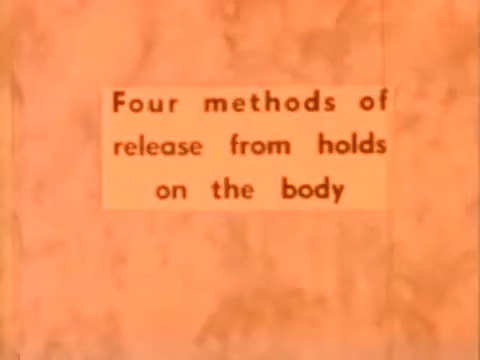 Four methods of
release from holds
on the body